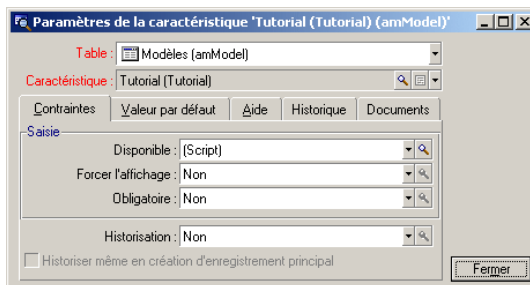 Paramètres de la caractéristique 'Tutorial (Tutorial) (amModel)'
Table : Modèles (amModel)
Caractéristique : Tutorial (Tutorial)
Contraintes Valeur par défaut Aide Historique Documents
Saisie
Disponible : (Script)
Forcer l'affichage : Non
Obligatoire : Non
Historisation : Non
Historiser même en création d'enregistrement principal
Fermer